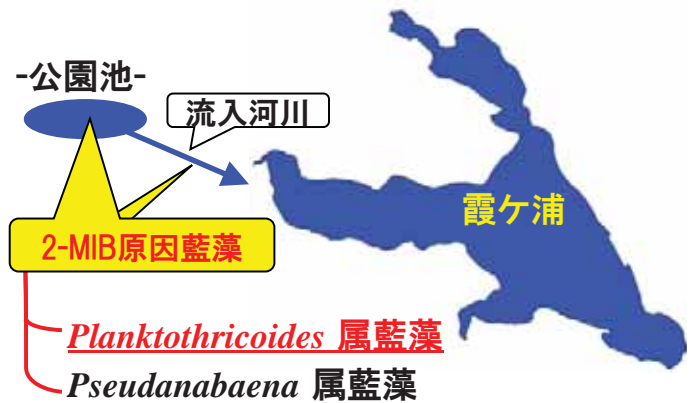 -公園池-
流入河川
霞ケ浦
2-MIB原因藍藻
Planktothricoides 属藍藻
Pseudanabaena 属藍藻